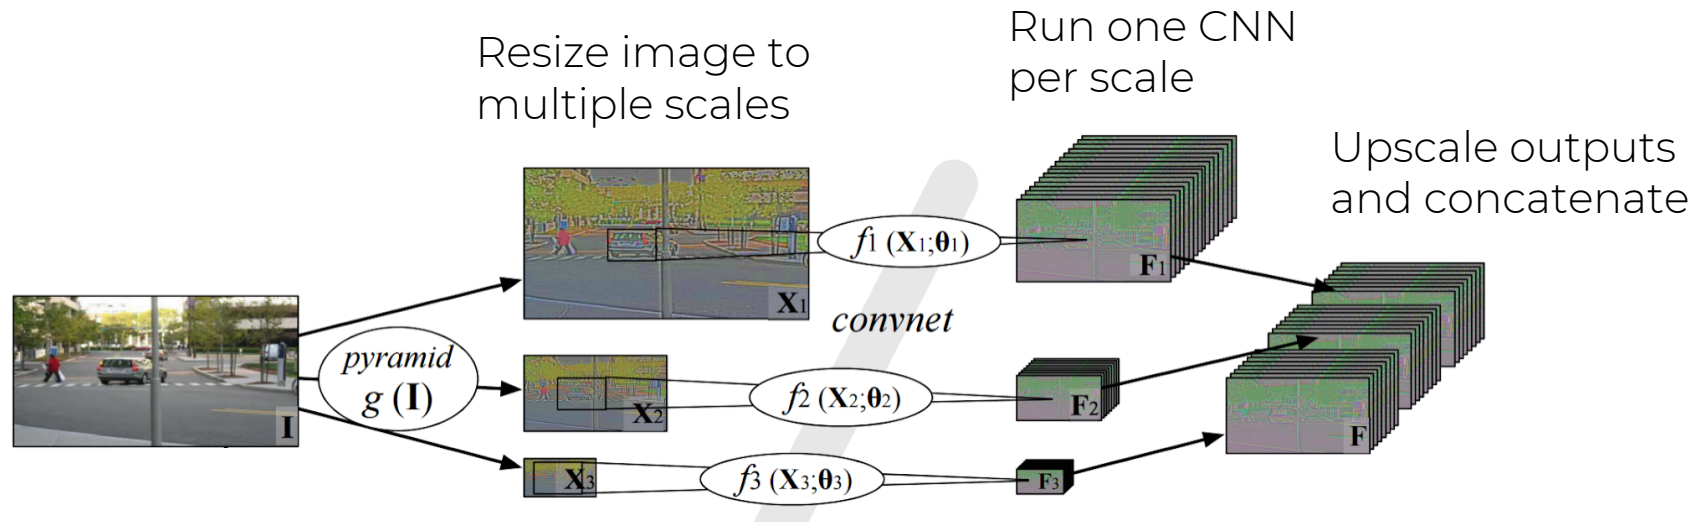 Resize image to
multiple scales
Run one CNN
per scale
Upscale outputs
and concatenate
I
pyramid
g (I)
X1
f1 (X1;θ1)
F1
convnet
X2
f2 (X2;θ2)
F2
X3
f3 (X3;θ3)
F3
F